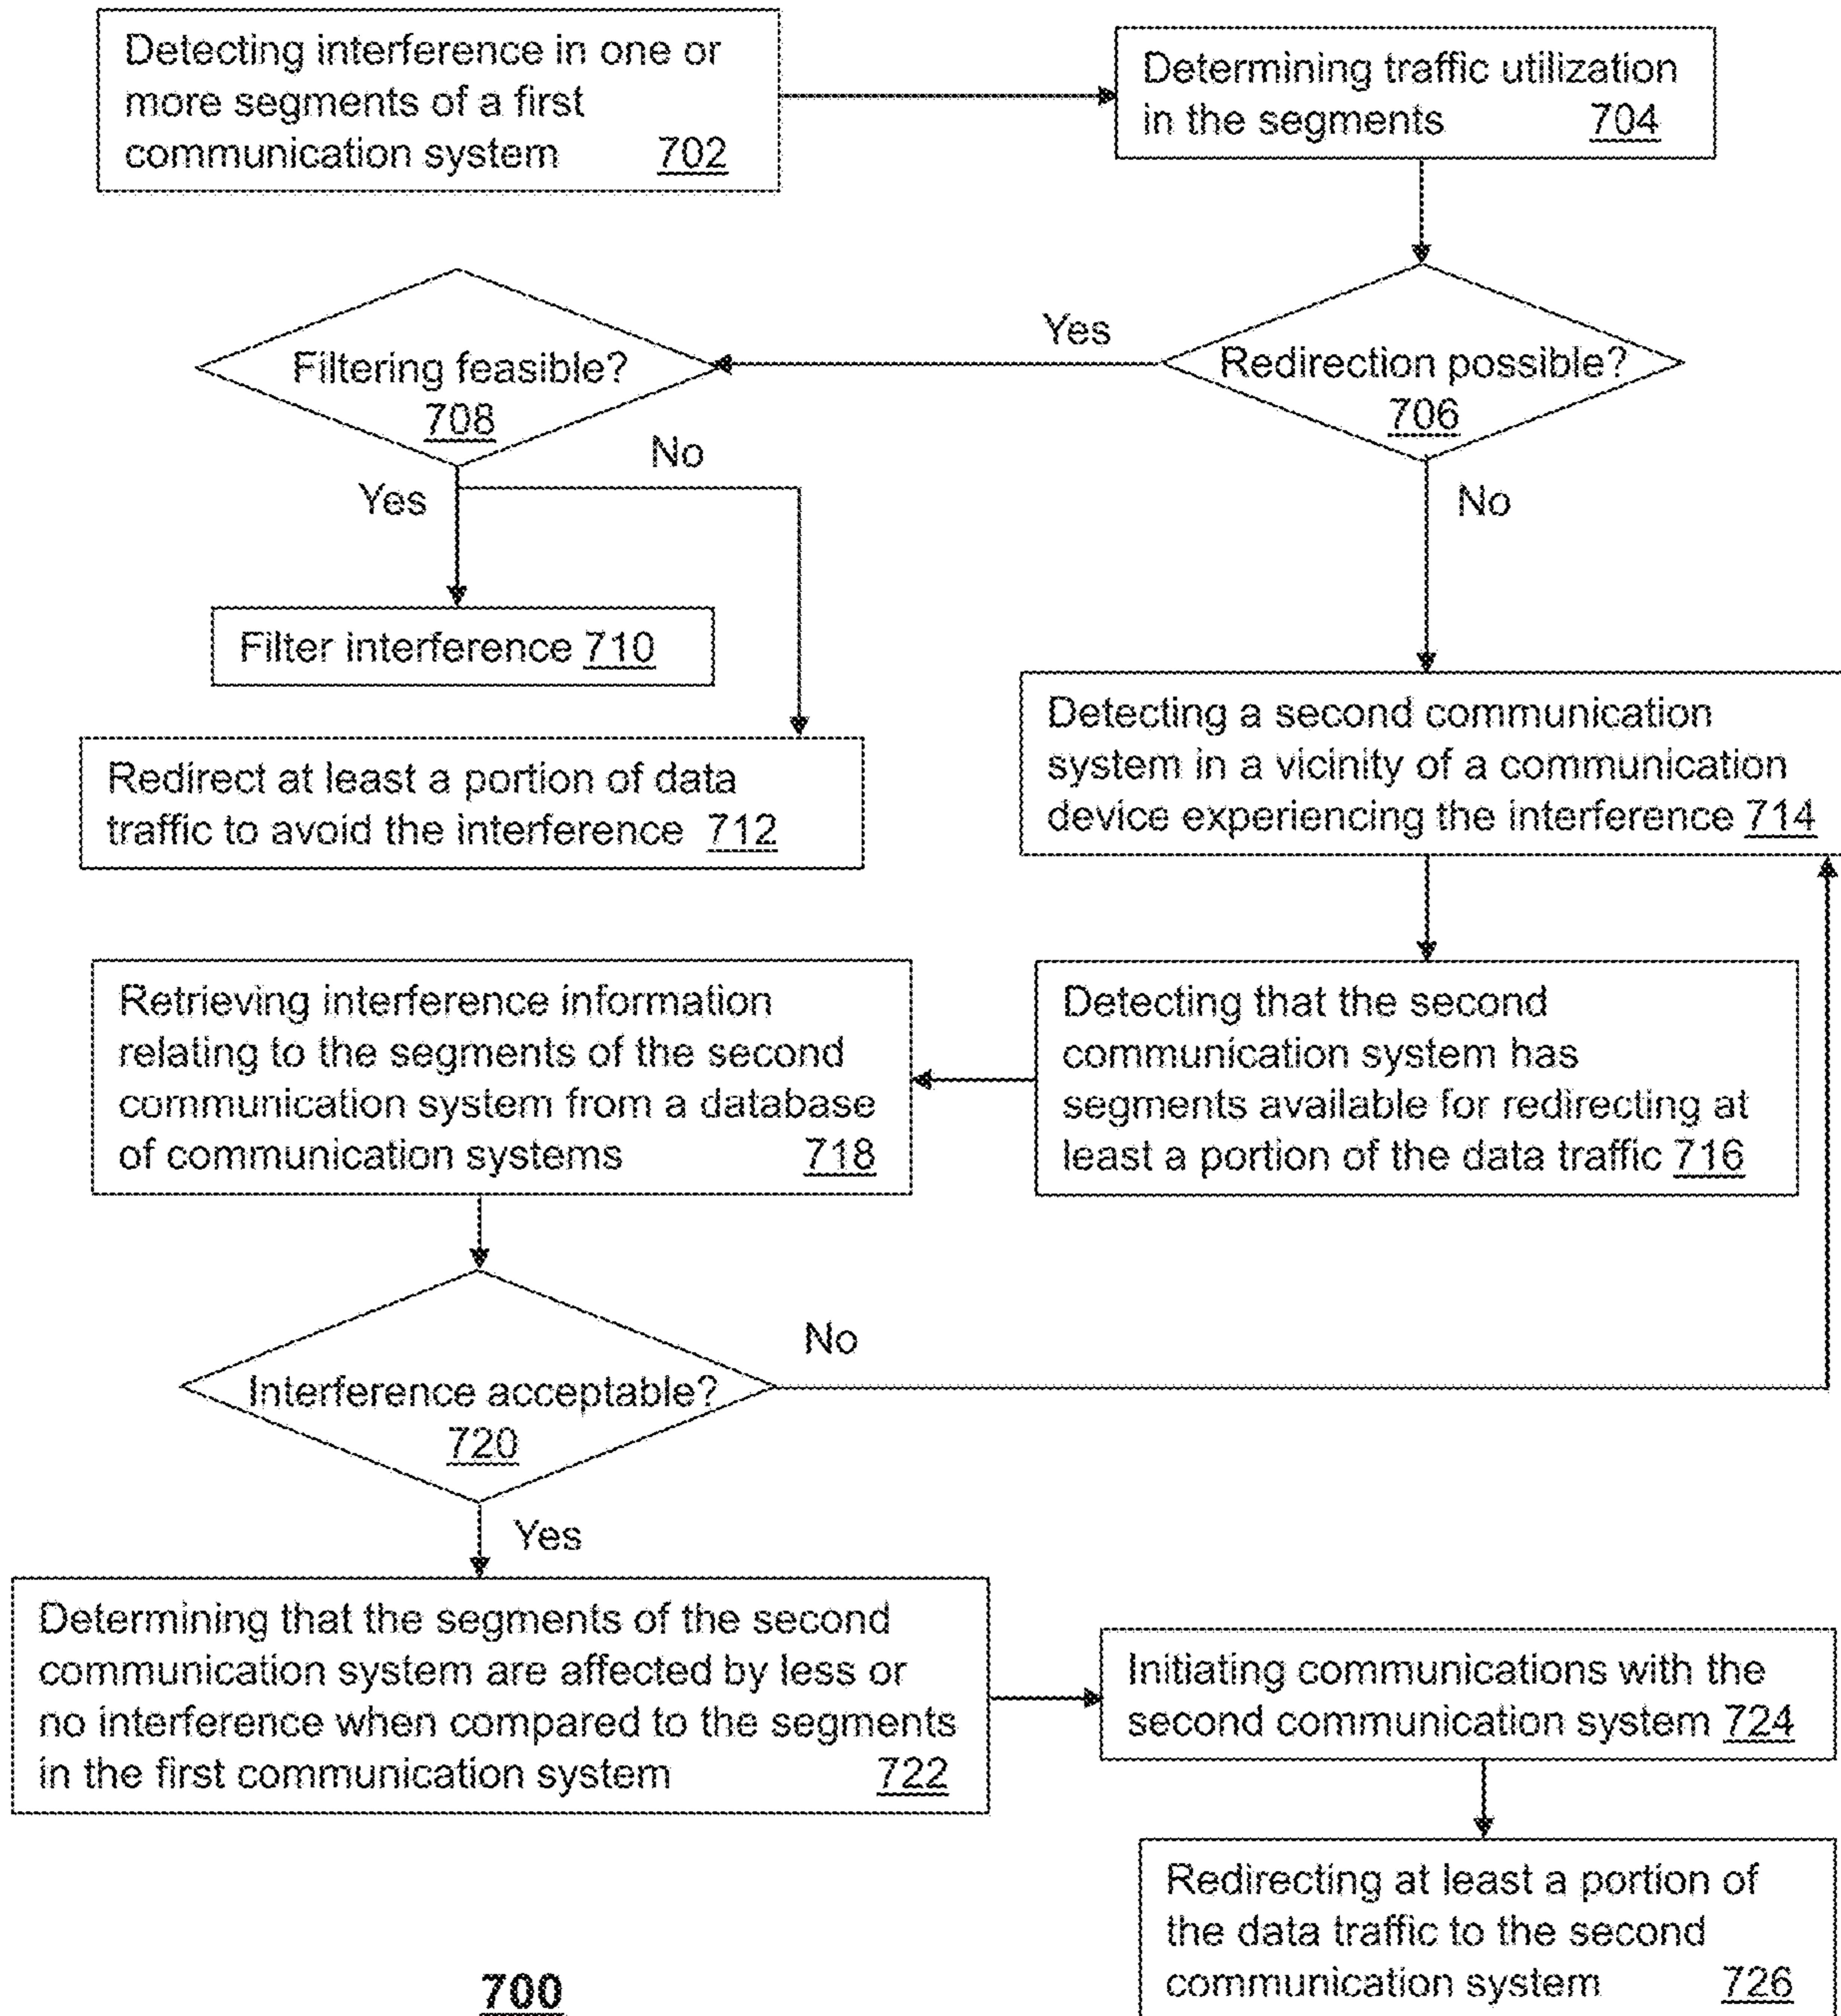 Detecting interference in one or
more segments of a first
communication system 702
Determining traffic utilization
in the segments 704
Redirection possible?
706
Yes
No
Filtering feasible?
708
Yes
No
Filter interference 710
Redirect at least a portion of data
traffic to avoid the interference 712
Detecting a second communication
system in a vicinity of a communication
device experiencing the interference 714
Detecting that the second
communication system has
segments available for redirecting at
least a portion of the data traffic 716
Retrieving interference information
relating to the segments of the second
communication system from a database
of communication systems 718
Interference acceptable?
720
No
Yes
Determining that the segments of the second
communication system are affected by less or
no interference when compared to the segments
in the first communication system 722
Initiating communications with the
second communication system 724
Redirecting at least a portion of
the data traffic to the second
communication system 726
700